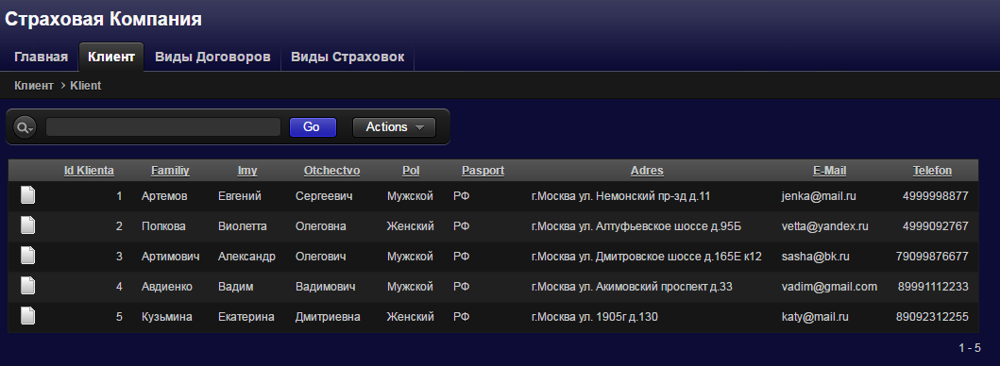 Страховая Компания
Главная Клиент Виды Договоров Виды Страховок
Клиент > Klient
Go Actions
Id Klienta Familiy Imy Otchectvo Pol Pasport Adres E-Mail Telefon
1 Артемов Евгений Сергеевич Мужской РФ г.Москва ул. Немонский пр-зд д.11 jenka@mail.ru 4999998877
2 Попкова Виолетта Олеговна Женский РФ г.Москва ул. Алтуфьевское шоссе д.95Б vetta@yandex.ru 4999092767
3 Артимович Александр Олегович Мужской РФ г.Москва ул. Дмитровское шоссе д.165Е к12 sasha@bk.ru 79099876677
4 Авдиенко Вадим Вадимович Мужской РФ г.Москва ул. Акимовский проспект д.33 vadim@gmail.com 89991112233
5 Кузьмина Екатерина Дмитриевна Женский РФ г.Москва ул. 1905г д.130 katy@mail.ru 89092312255
1 - 5